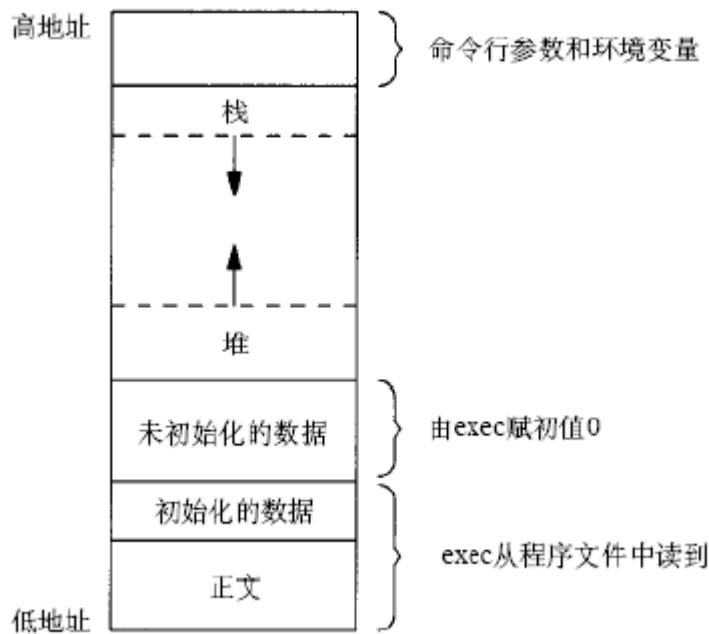 高地址
命令行参数和环境变量
栈
堆
未初始化的数据
由exec赋初值0
初始化的数据
exec从程序文件中读到
正文
低地址